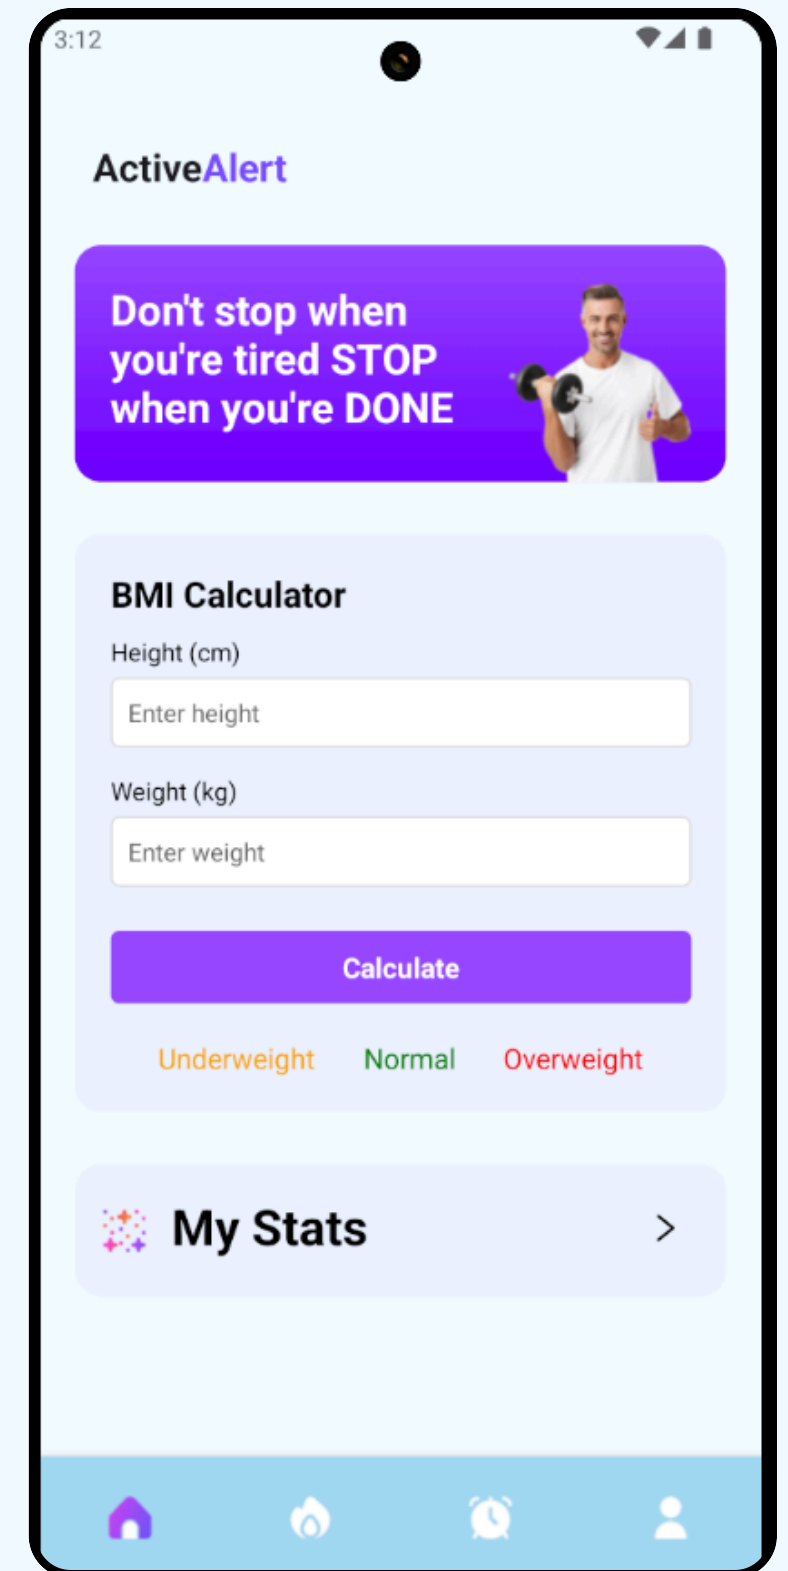 3:12
ActiveAlert
Don't stop when
you're tired STOP
when you're DONE
BMI Calculator
Height (cm)
Enter height
Weight (kg)
Enter weight
Calculate
Underweight Normal Overweight
My Stats